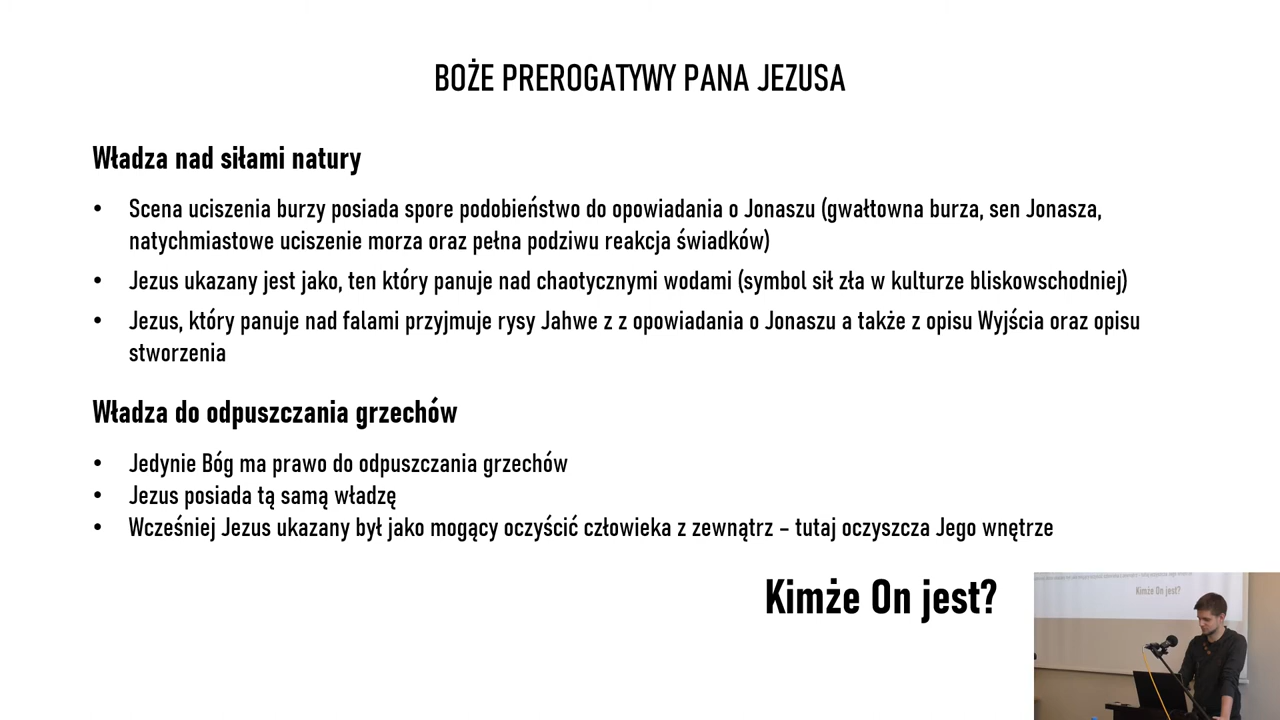 BOŻE PREROGATYWY PANA JEZUSA
Władza nad siłami natury
• Scena uciszenia burzy posiada spore podobieństwo do opowiadania o Jonaszu (gwałtowna burza, sen Jonasza,
natychmiastowe uciszenie morza oraz pełna podziwu reakcja świadków)
• Jezus ukazany jest jako, ten który panuje nad chaotycznymi wodami (symbol sił zła w kulturze bliskowschodniej)
• Jezus, który panuje nad falami przyjmuje rysy Jahwe z z opowiadania o Jonaszu a także z opisu Wyjścia oraz opisu
stworzenia
Władza do odpuszczania grzechów
• Jedynie Bóg ma prawo do odpuszczania grzechów
• Jezus posiada tą samą władzę
• Wcześniej Jezus ukazany był jako mogący oczyścić człowieka z zewnątrz – tutaj oczyszcza Jego wnętrze
Kimże On jest?
Kimże On jest?